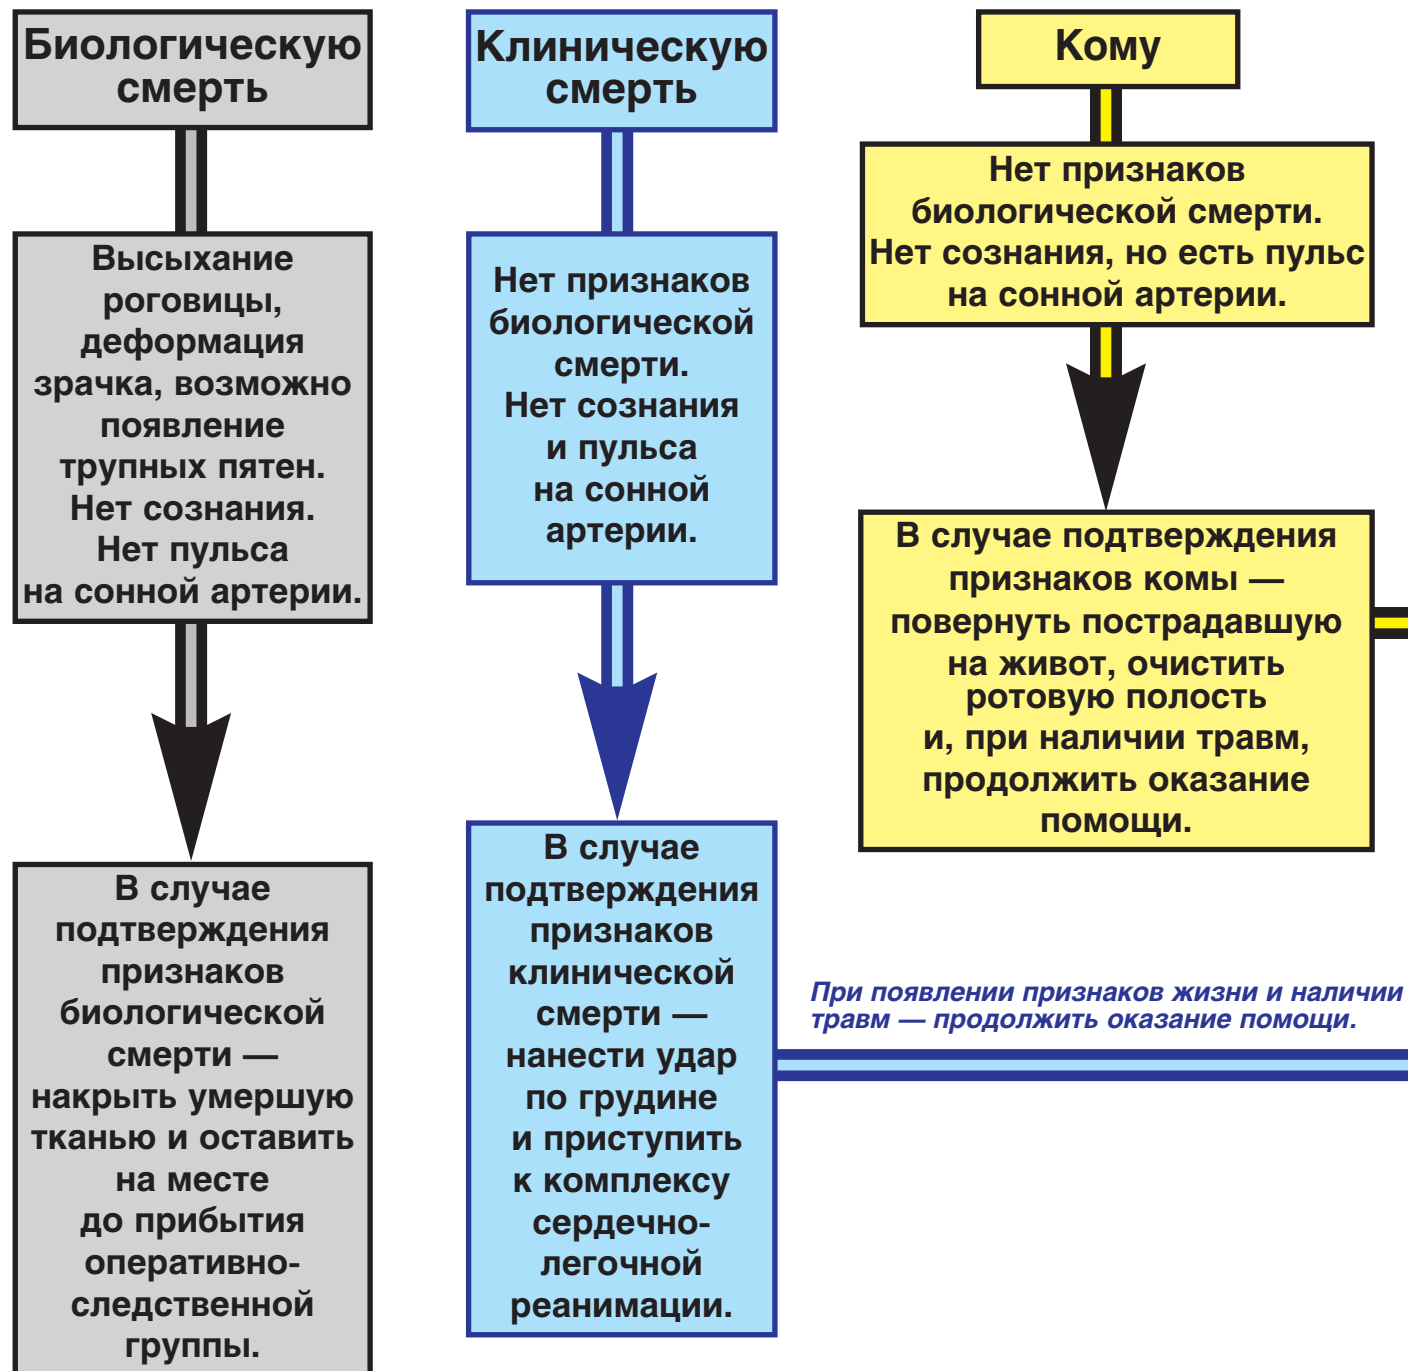 Биологическую
смерть
Высыхание
роговицы,
деформация
зрачка, возможно
появление
трупных пятен.
Нет сознания.
Нет пульса
на сонной артерии.
В случае
подтверждения
признаков
биологической
смерти —
накрыть умершую
тканью и оставить
на месте
до прибытия
оперативно-
следственной
группы.
Клиническую
смерть
Нет признаков
биологической
смерти.
Нет сознания
и пульса
на сонной
артерии.
В случае
подтверждения
признаков
клинической
смерти —
нанести удар
по грудине
и приступить
к комплексу
сердечно-
легочной
реанимации.
Кому
Нет признаков
биологической смерти.
Нет сознания, но есть пульс
на сонной артерии.
В случае подтверждения
признаков комы —
повернуть пострадавшую
на живот, очистить
ротовую полость
и, при наличии травм,
продолжить оказание
помощи.
При появлении признаков жизни и наличии
травм — продолжить оказание помощи.